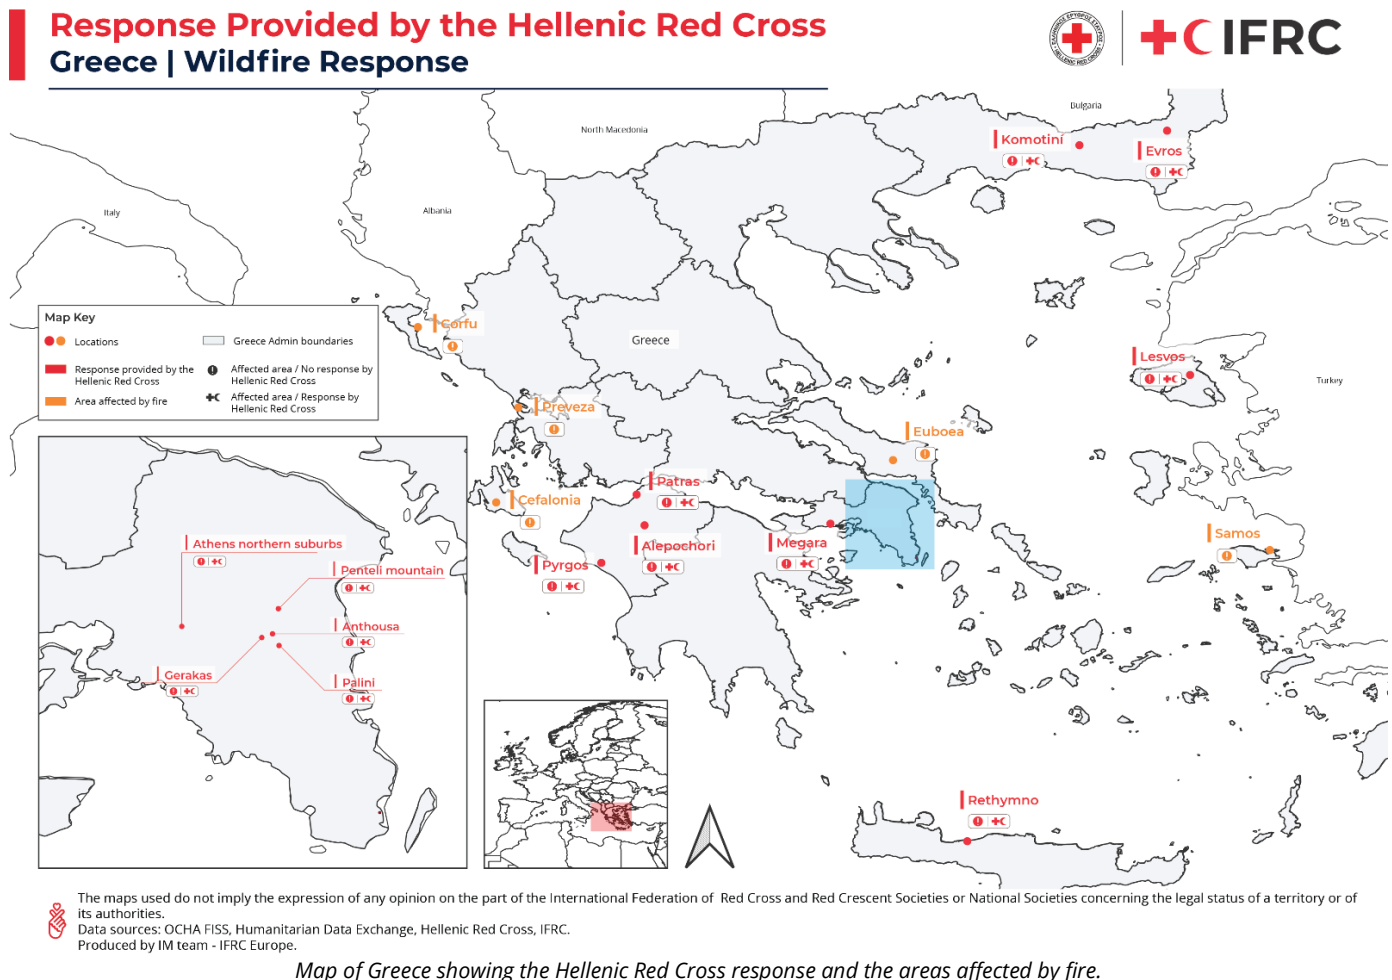 Response Provided by the Hellenic Red Cross
Greece | Wildfire Response
IFRC
Bulgaria
North Macedonia
Komotiní
Evros
Italy
Albania
Map Key
Locations
Greece Admin boundaries
Response provided by the
Hellenic Red Cross
Affected area / No response by
Hellenic Red Cross
Area affected by fire
Affected area / Response by
Hellenic Red Cross
Corfu
Greece
Lesvos
Turkey
Preveza
Euboea
Patras
Cefalonia
Samos
Alepochori
Megara
Pyrgos
Athens northern suburbs
Penteli mountain
Anthousa
Gerakas
Palini
Rethymno
The maps used do not imply the expression of any opinion on the part of the International Federation of Red Cross and Red Crescent Societies or National Societies concerning the legal status of a territory or of
its authorities.
Data sources: OCHA FISS, Humanitarian Data Exchange, Hellenic Red Cross, IFRC.
Produced by IM team - IFRC Europe.
Map of Greece showing the Hellenic Red Cross response and the areas affected by fire.